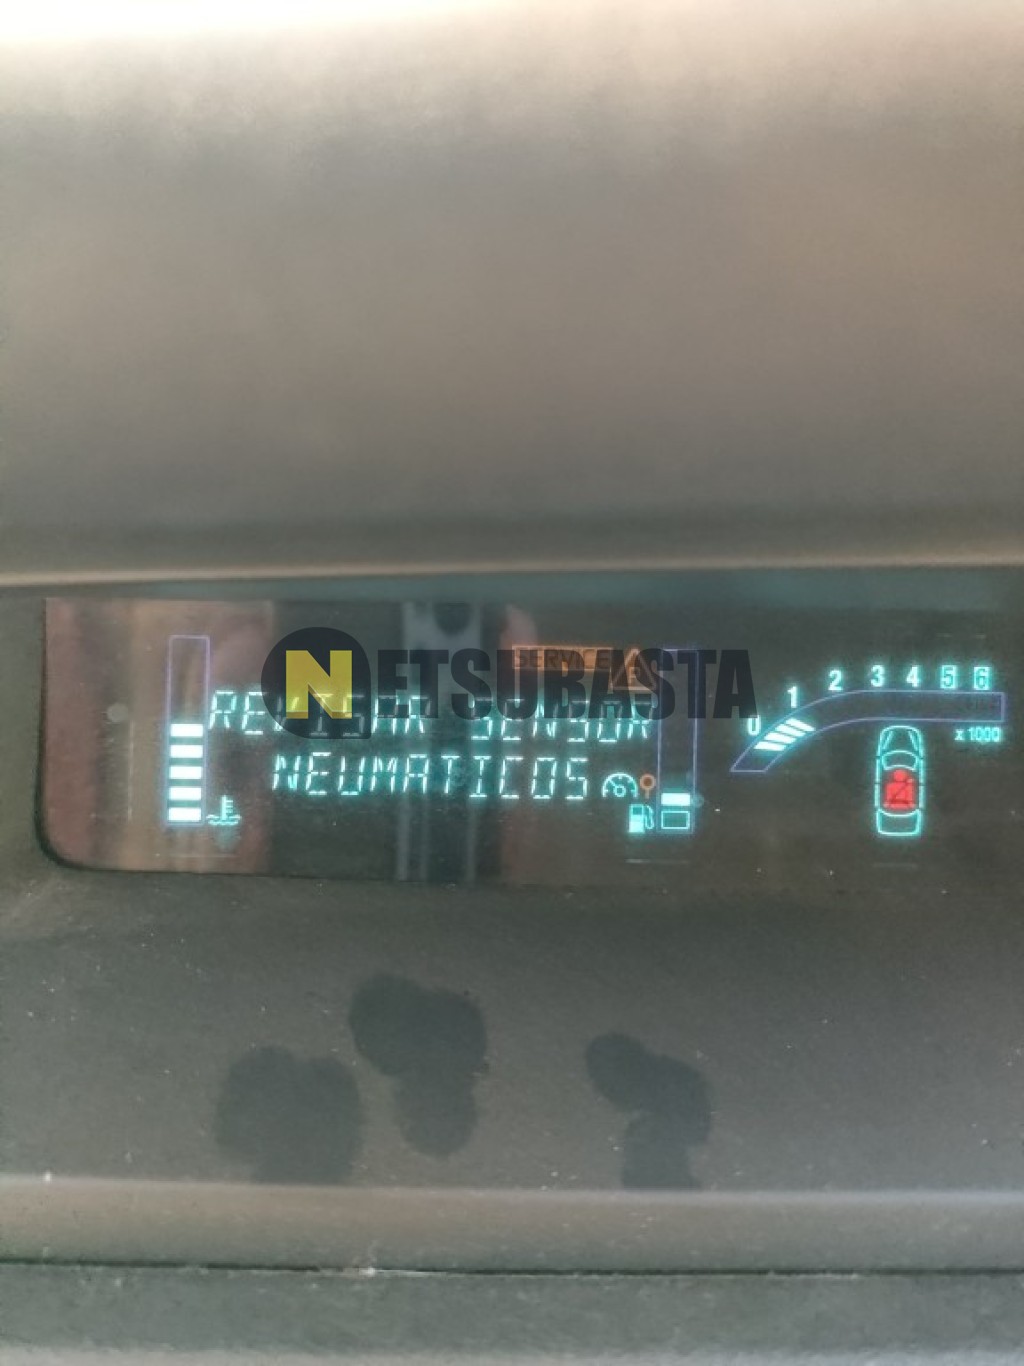 SERVICE
NETSUBASTA
REVISAR SENSOR
NEUMATICOS
0 1 2 3 4 5 6
x 1000